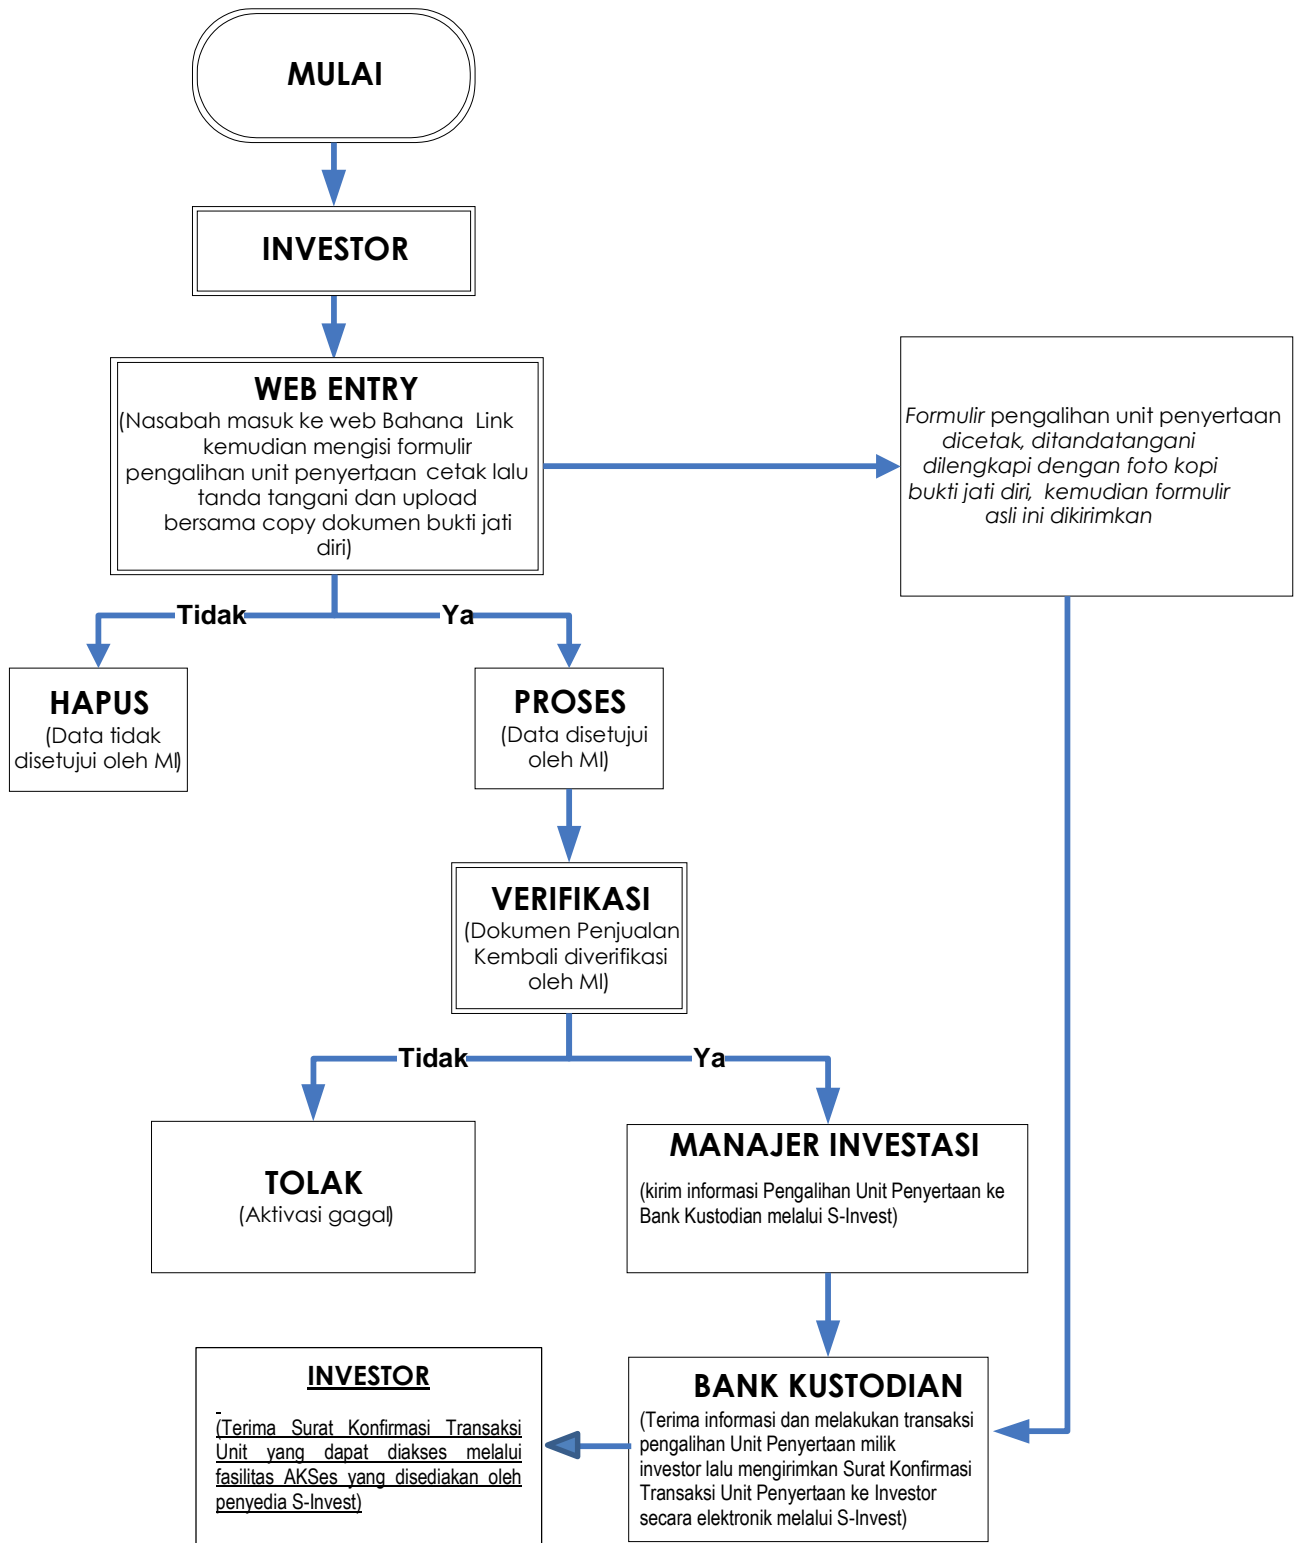 MULAI
INVESTOR
WEB ENTRY
(Nasabah masuk ke web Bahana Link
kemudian mengisi formulir
pengalihan unit penyertaan, cetak lalu
tanda tangani dan upload
bersama copy dokumen bukti jati
diri)
Formulir pengalihan unit penyertaan
dicetak, ditandatangani
dilengkapi dengan foto kopi
bukti jati diri, kemudian formulir
asli ini dikirimkan
Tidak
Ya
HAPUS
(Data tidak
disetujui oleh MI)
PROSES
(Data disetujui
oleh MI)
VERIFIKASI
(Dokumen Penjualan
Kembali diverifikasi
oleh MI)
Tidak
Ya
TOLAK
(Aktivasi gagal)
MANAJER INVESTASI
(kirim informasi Pengalihan Unit Penyertaan ke
Bank Kustodian melalui S-Invest)
INVESTOR
(Terima Surat Konfirmasi Transaksi
Unit yang dapat diakses melalui
fasilitas AKSes yang disediakan oleh
penyedia S-Invest)
BANK KUSTODIAN
(Terima informasi dan melakukan transaksi
pengalihan Unit Penyertaan milik
investor lalu mengirimkan Surat Konfirmasi
Transaksi Unit Penyertaan ke Investor
secara elektronik melalui S-Invest)